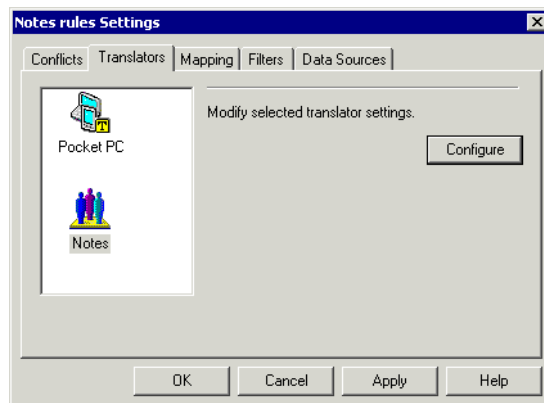 Notes rules Settings
Conflicts Translators Mapping Filters Data Sources
T
Pocket PC
Modify selected translator settings.
Configure
Notes
OK Cancel Apply Help